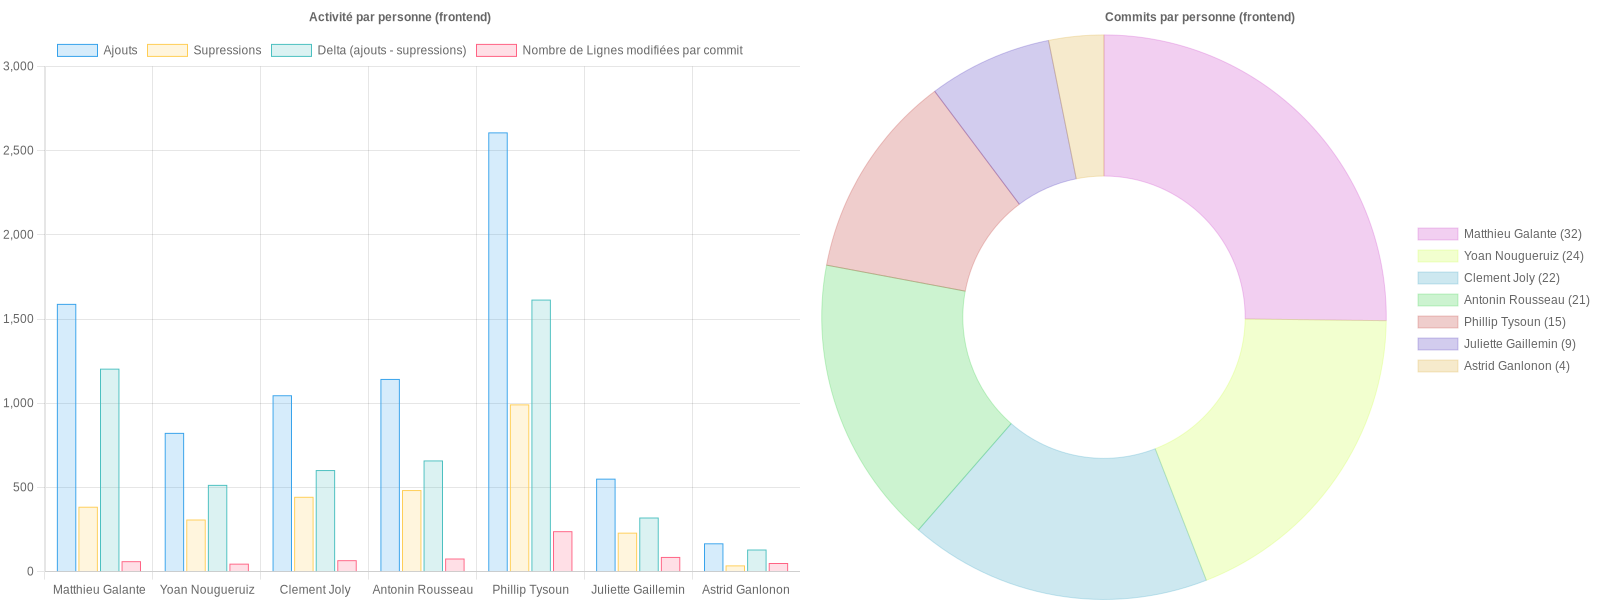 Activité par personne (frontend)
Ajouts
Supressions
Delta (ajouts - supressions)
Nombre de Lignes modifiées par commit
3,000
2,500
2,000
1,500
1,000
500
0
Matthieu Galante
Yoan Nougueruiz
Clement Joly
Antonin Rousseau
Phillip Tysoun
Juliette Gaillemin
Astrid Ganlonon
Commits par personne (frontend)
Matthieu Galante (32)
Yoan Nougueruiz (24)
Clement Joly (22)
Antonin Rousseau (21)
Phillip Tysoun (15)
Juliette Gaillemin (9)
Astrid Ganlonon (4)